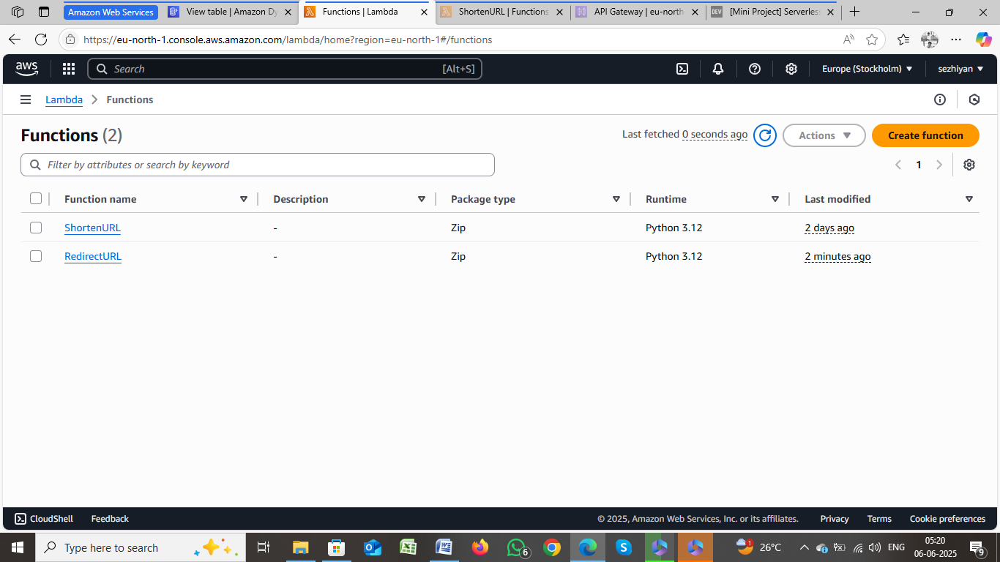 Amazon Web Services
View table | Amazon Dy
Functions | Lambda
ShortenURL | Functions
API Gateway | eu-north
DEV [Mini Project] Serverless
https://eu-north-1.console.aws.amazon.com/lambda/home?region=eu-north-1#/functions
aws
Search [Alt+S]
Europe (Stockholm)
sezhiyan
Lambda > Functions
Functions (2)
Last fetched 0 seconds ago
Actions
Create function
Filter by attributes or search by keyword
1
Function name Description Package type Runtime Last modified
ShortenURL - Zip Python 3.12 2 days ago
RedirectURL - Zip Python 3.12 2 minutes ago
CloudShell Feedback © 2025, Amazon Web Services, Inc. or its affiliates. Privacy Terms Cookie preferences
Type here to search
6
1
26°C
ENG
05:20
06-06-2025
9